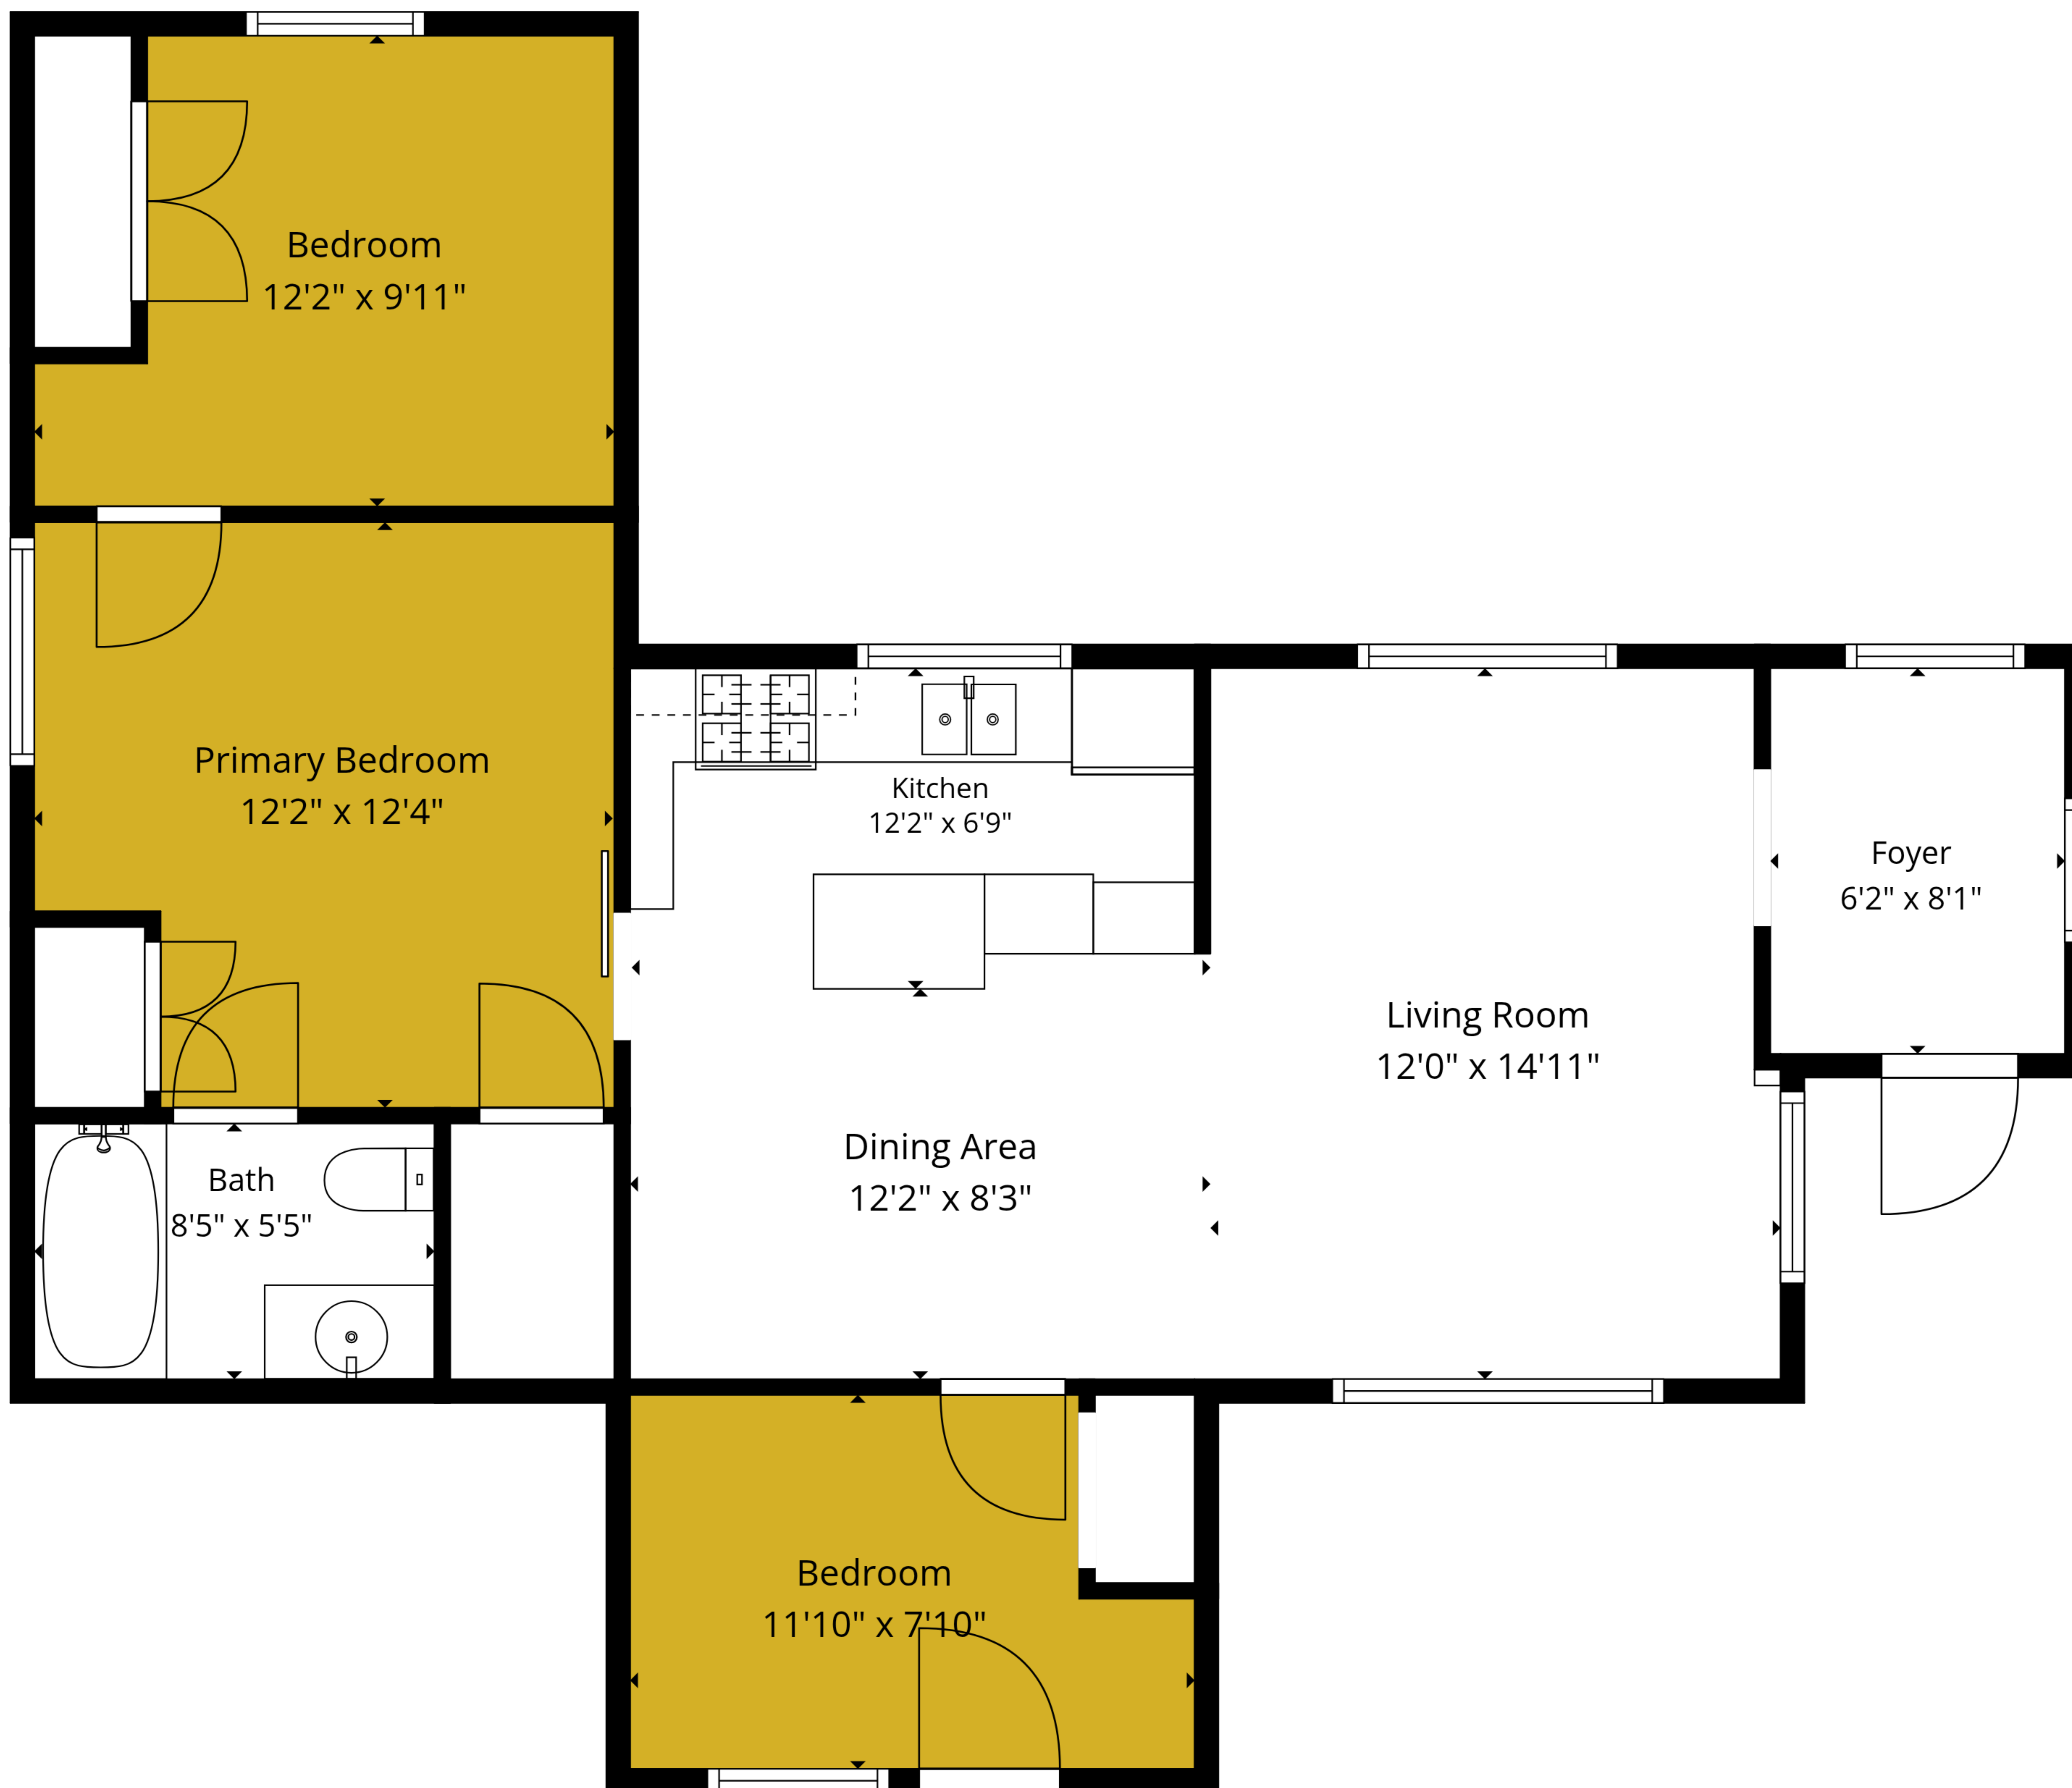 Bedroom
12'2" x 9'11"
Primary Bedroom
12'2" x 12'4"
Kitchen
12'2" x 6'9"
Foyer
6'2" x 8'1"
Living Room
12'0" x 14'11"
Dining Area
12'2" x 8'3"
Bath
8'5" x 5'5"
Bedroom
11'10" x 7'10"